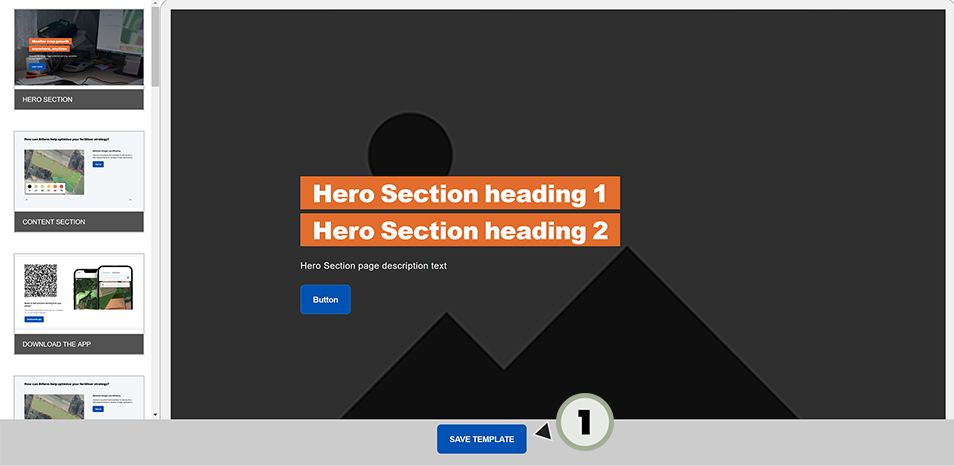 Monitor crop growth
anywhere, anytime
HERO SECTION
How can Atfarm help optimise your fertiliser strategy?
CONTENT SECTION
DOWNLOAD THE APP
How can Atfarm help optimise your fertiliser strategy?
Hero Section heading 1
Hero Section heading 2
Hero Section page description text
Button
SAVE TEMPLATE
1